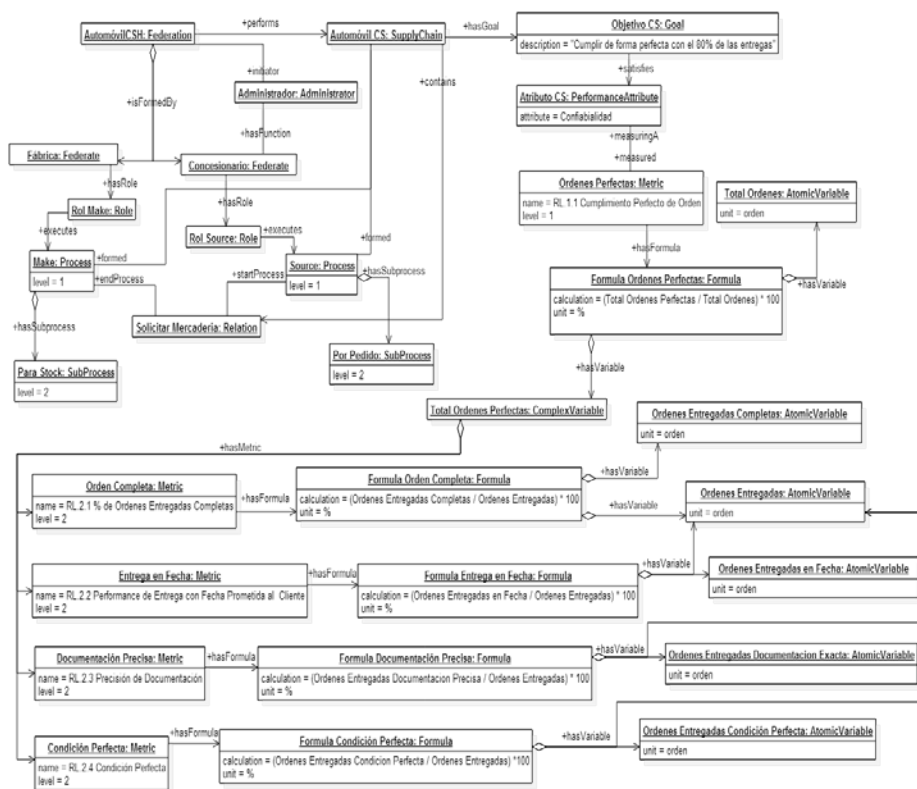 AutomóvilCSH: Federation
+performs
Automóvil CS: SupplyChain
+hasGoal
Objetivo CS: Goal
description = "Cumplir de forma perfecta con el 80% de las entregas"
+initiator
+contains
+satisfies
Administrador: Administrator
Atributo CS: PerformanceAttribute
attribute = Confiabialidad
+isFormedBy
+hasFunction
+measuringA
+measured
Fábrica: Federate
Concesionario: Federate
Ordenes Perfectas: Metric
name = RL.1.1 Cumplimiento Perfecto de Orden
level = 1
Total Ordenes: AtomicVariable
unit = orden
+hasRole
+hasRole
Rol Make: Role
Rol Source: Role
+executes
+executes
+formed
+formed
+hasFormula
Make: Process
level = 1
+endProcess
+startProcess
Source: Process
level = 1
+hasSubprocess
Formula Ordenes Perfectas: Formula
calculation = (Total Ordenes Perfectas / Total Ordenes) * 100
unit = %
+hasVariable
+hasSubprocess
Solicitar Mercadería: Relation
Para Stock: SubProcess
level = 2
Por Pedido: SubProcess
level = 2
+hasVariable
Total Ordenes Perfectas: ComplexVariable
Ordenes Entregadas Completas: AtomicVariable
unit = orden
+hasMetric
Orden Completa: Metric
name = RL.2.1 % de Ordenes Entregadas Completas
level = 2
+hasFormula
Formula Orden Completa: Formula
calculation = (Ordenes Entregadas Completas / Ordenes Entregadas) * 100
unit = %
+hasVariable
+hasVariable
Ordenes Entregadas: AtomicVariable
unit = orden
Entrega en Fecha: Metric
name = RL.2.2 Performance de Entrega con Fecha Prometida al Cliente
level = 2
+hasFormula
Formula Entrega en Fecha: Formula
calculation = (Ordenes Entregadas en Fecha / Ordenes Entregadas) * 100
unit = %
+hasVariable
Ordenes Entregadas en Fecha: AtomicVariable
unit = orden
Documentación Precisa: Metric
name = RL.2.3 Precisión de Documentación
level = 2
+hasFormula
Formula Documentación Precisa: Formula
calculation = (Ordenes Entregadas Documentacion Precisa / Ordenes Entregadas) * 100
unit = %
+hasVariable
Ordenes Entregadas Documentacion Exacta: AtomicVariable
unit = orden
Condición Perfecta: Metric
name = RL.2.4 Condición Perfecta
level = 2
+hasFormula
Formula Condición Perfecta: Formula
calculation = (Ordenes Entregadas Condicion Perfecta / Ordenes Entregadas) *100
unit = %
+hasVariable
Ordenes Entregadas Condición Perfecta: AtomicVariable
unit = orden